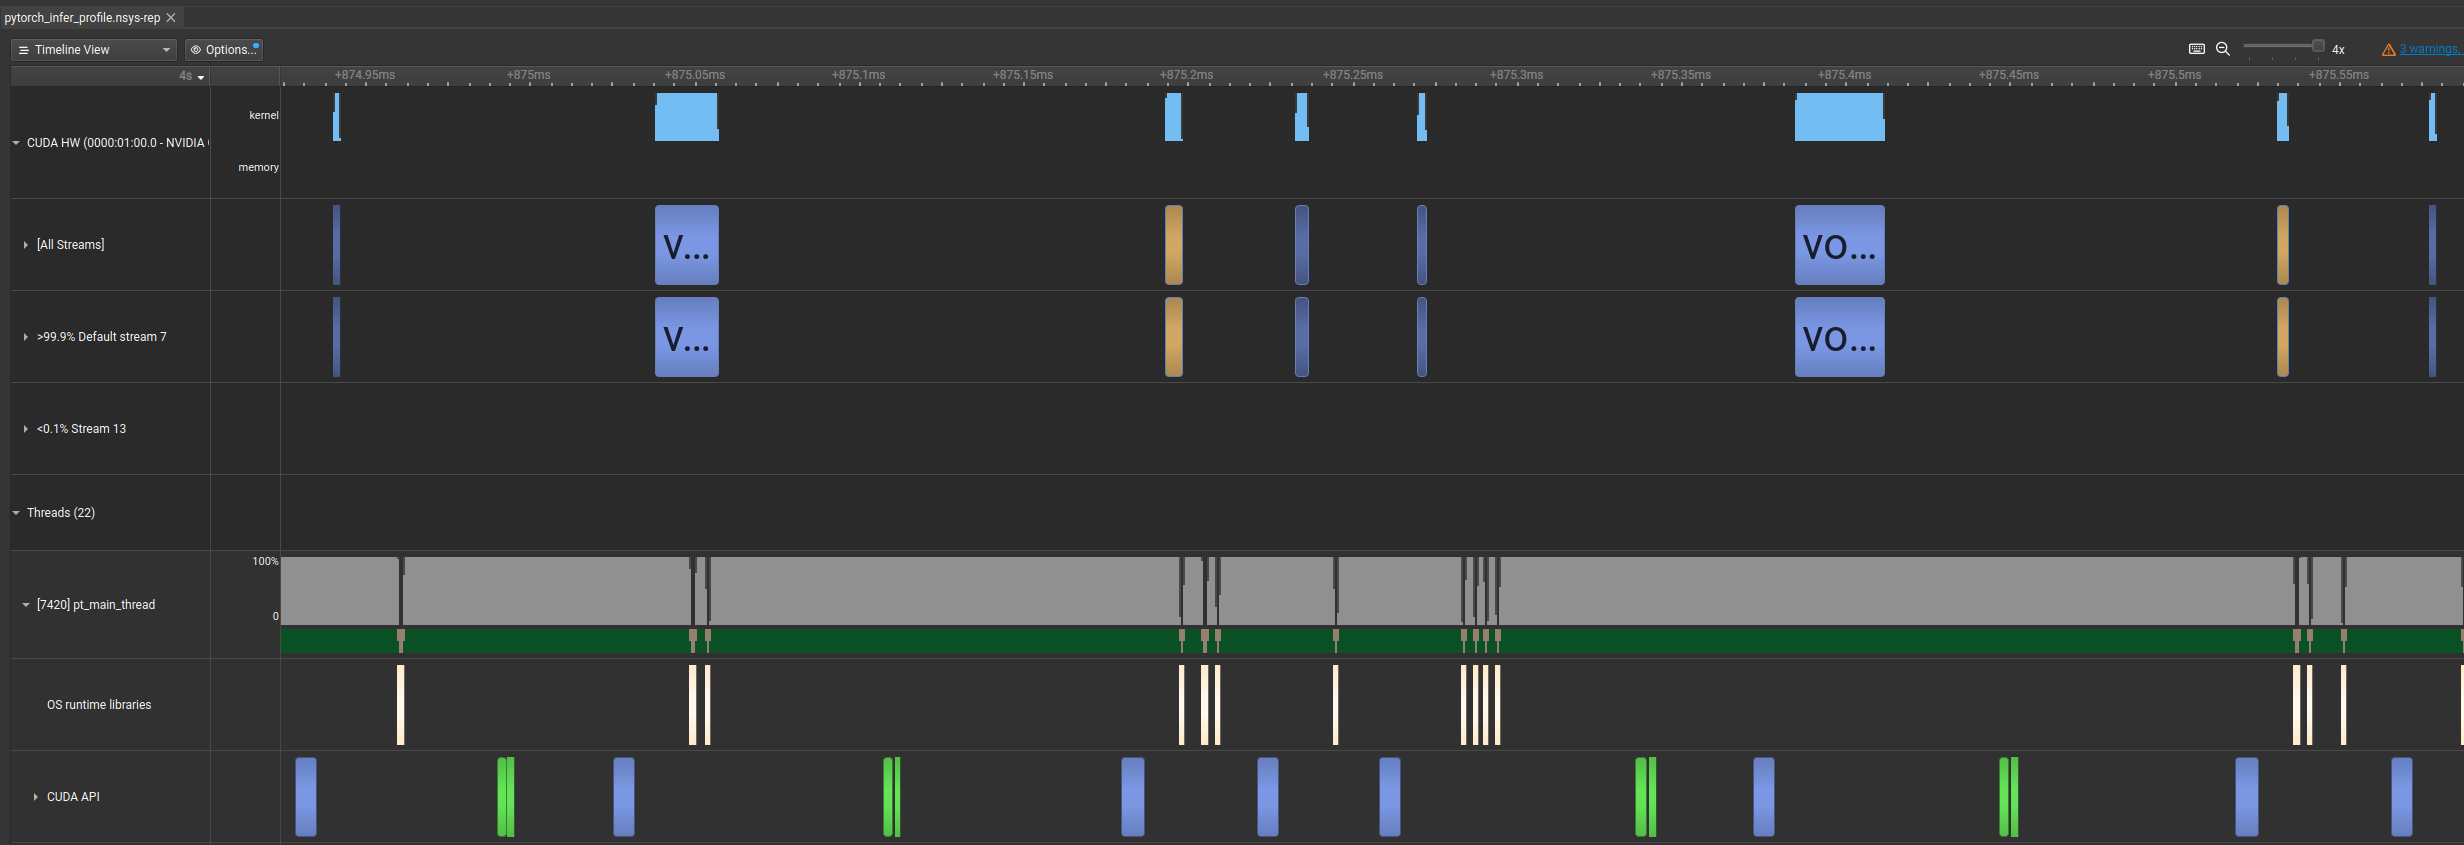 pytorch_infer_profile.nsys-rep
Timeline View
Options...
4x
3 warnings,
4s
+874.95ms
+875ms
+875.05ms
+875.1ms
+875.15ms
+875.2ms
+875.25ms
+875.3ms
+875.35ms
+875.4ms
+875.45ms
+875.5ms
+875.55ms
kernel
CUDA HW (0000:01:00.0 - NVIDIA
memory
[All Streams]
V...
vo...
>99.9% Default stream 7
V...
vo...
<0.1% Stream 13
Threads (22)
100%
[7420] pt_main_thread
0
OS runtime libraries
CUDA API